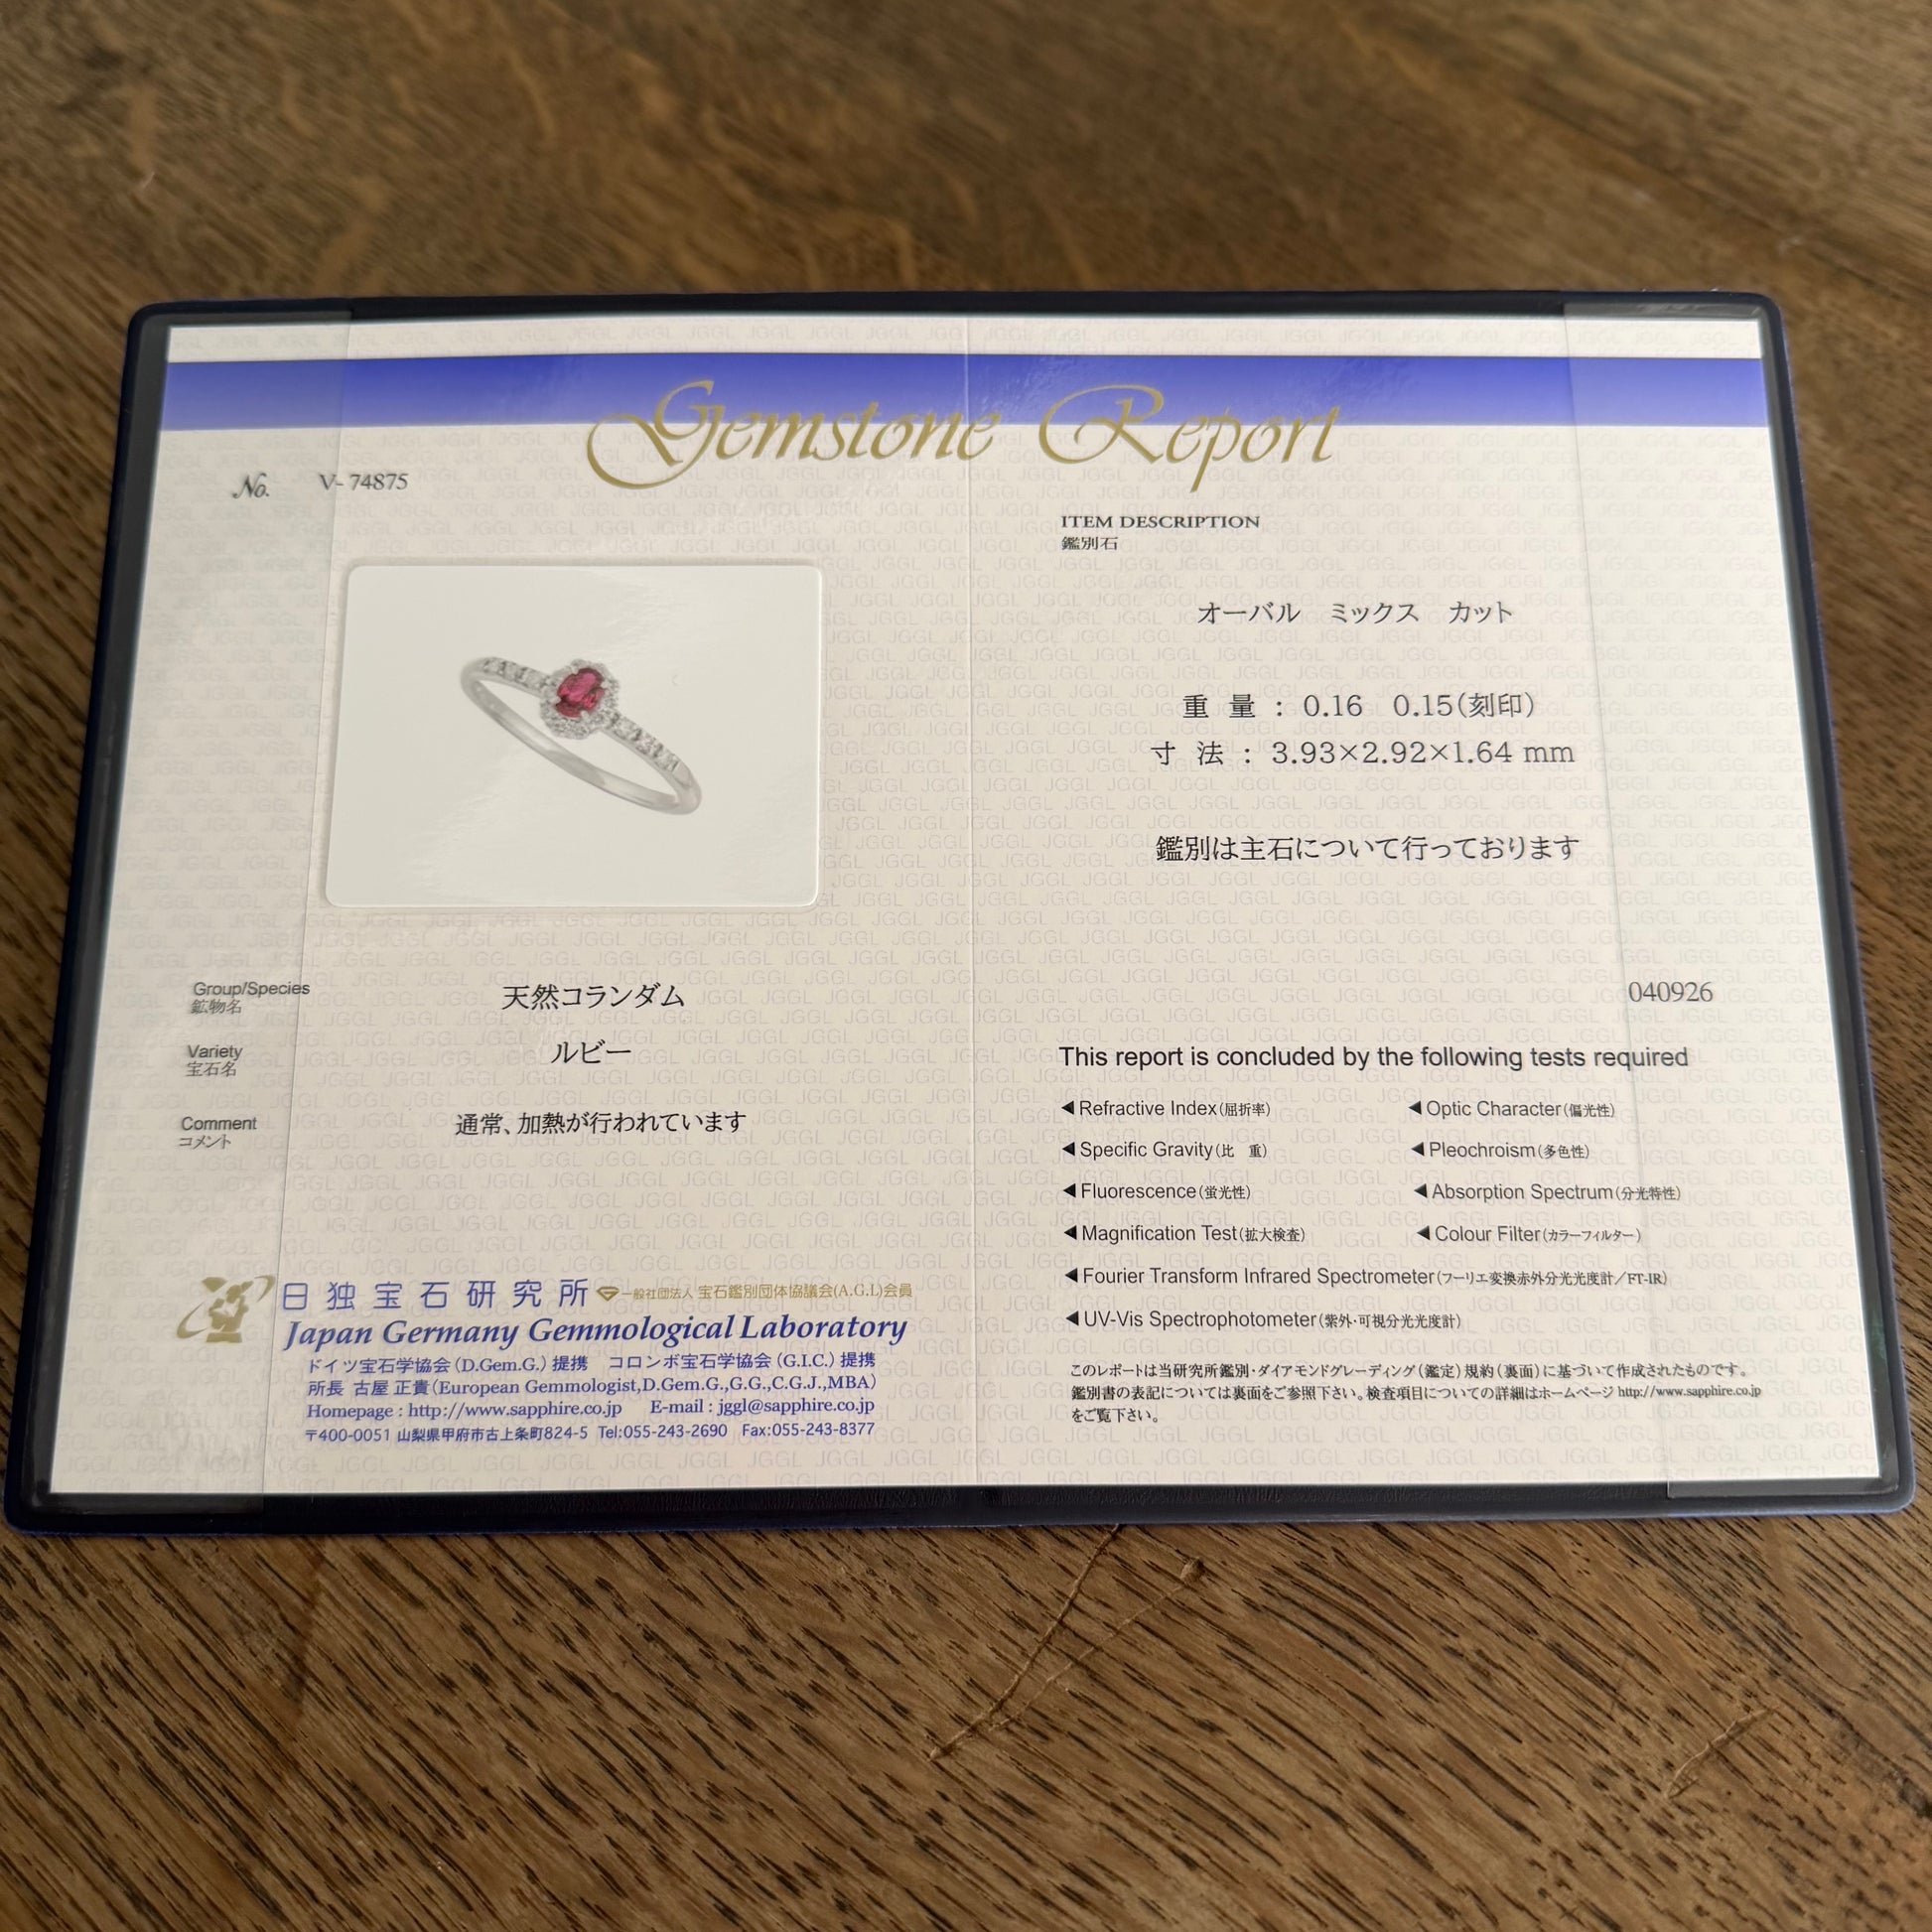 Gemstone Report
No. V- 74875
ITEM DESCRIPTION
鑑別石
オーバル ミックス カット
重 量 : 0.16 0.15(刻印)
寸 法 : 3.93×2.92×1.64 mm
鑑別は主石について行っております
Group/Species
鉱物名
天然コランダム
Variety
宝石名
ルビー
Comment
コメント
通常、加熱が行われています
040926
This report is concluded by the following tests required
◀Refractive Index(屈折率) ◀Optic Character(偏光性)
◀Specific Gravity(比 重) ◀Pleochroism(多色性)
◀Fluorescence(蛍光性) ◀Absorption Spectrum(分光特性)
◀Magnification Test(拡大検査) ◀Colour Filter(カラーフィルター)
◀Fourier Transform Infrared Spectrometer(フーリエ変換赤外分光光度計/FT-IR)
◀UV-Vis Spectrophotometer(紫外・可視分光光度計)
このレポートは当研究所鑑別・ダイアモンドグレーディング(鑑定)規約(裏面)に基づいて作成されたものです。
鑑別書の表記については裏面をご参照下さい。検査項目についての詳細はホームページ http://www.sapphire.co.jp
をご覧下さい。
日独宝石研究所 一般社団法人 宝石鑑別団体協議会(A.G.L)会員
Japan Germany Gemmological Laboratory
ドイツ宝石学協会(D.Gem.G.)提携 コロンボ宝石学協会(G.I.C.)提携
所長 古屋 正貴(European Gemmologist,D.Gem.G.,G.G.,C.G.J.,MBA)
Homepage : http://www.sapphire.co.jp E-mail : jggl@sapphire.co.jp
〒400-0051 山梨県甲府市古上条町824-5 Tel:055-243-2690 Fax:055-243-8377